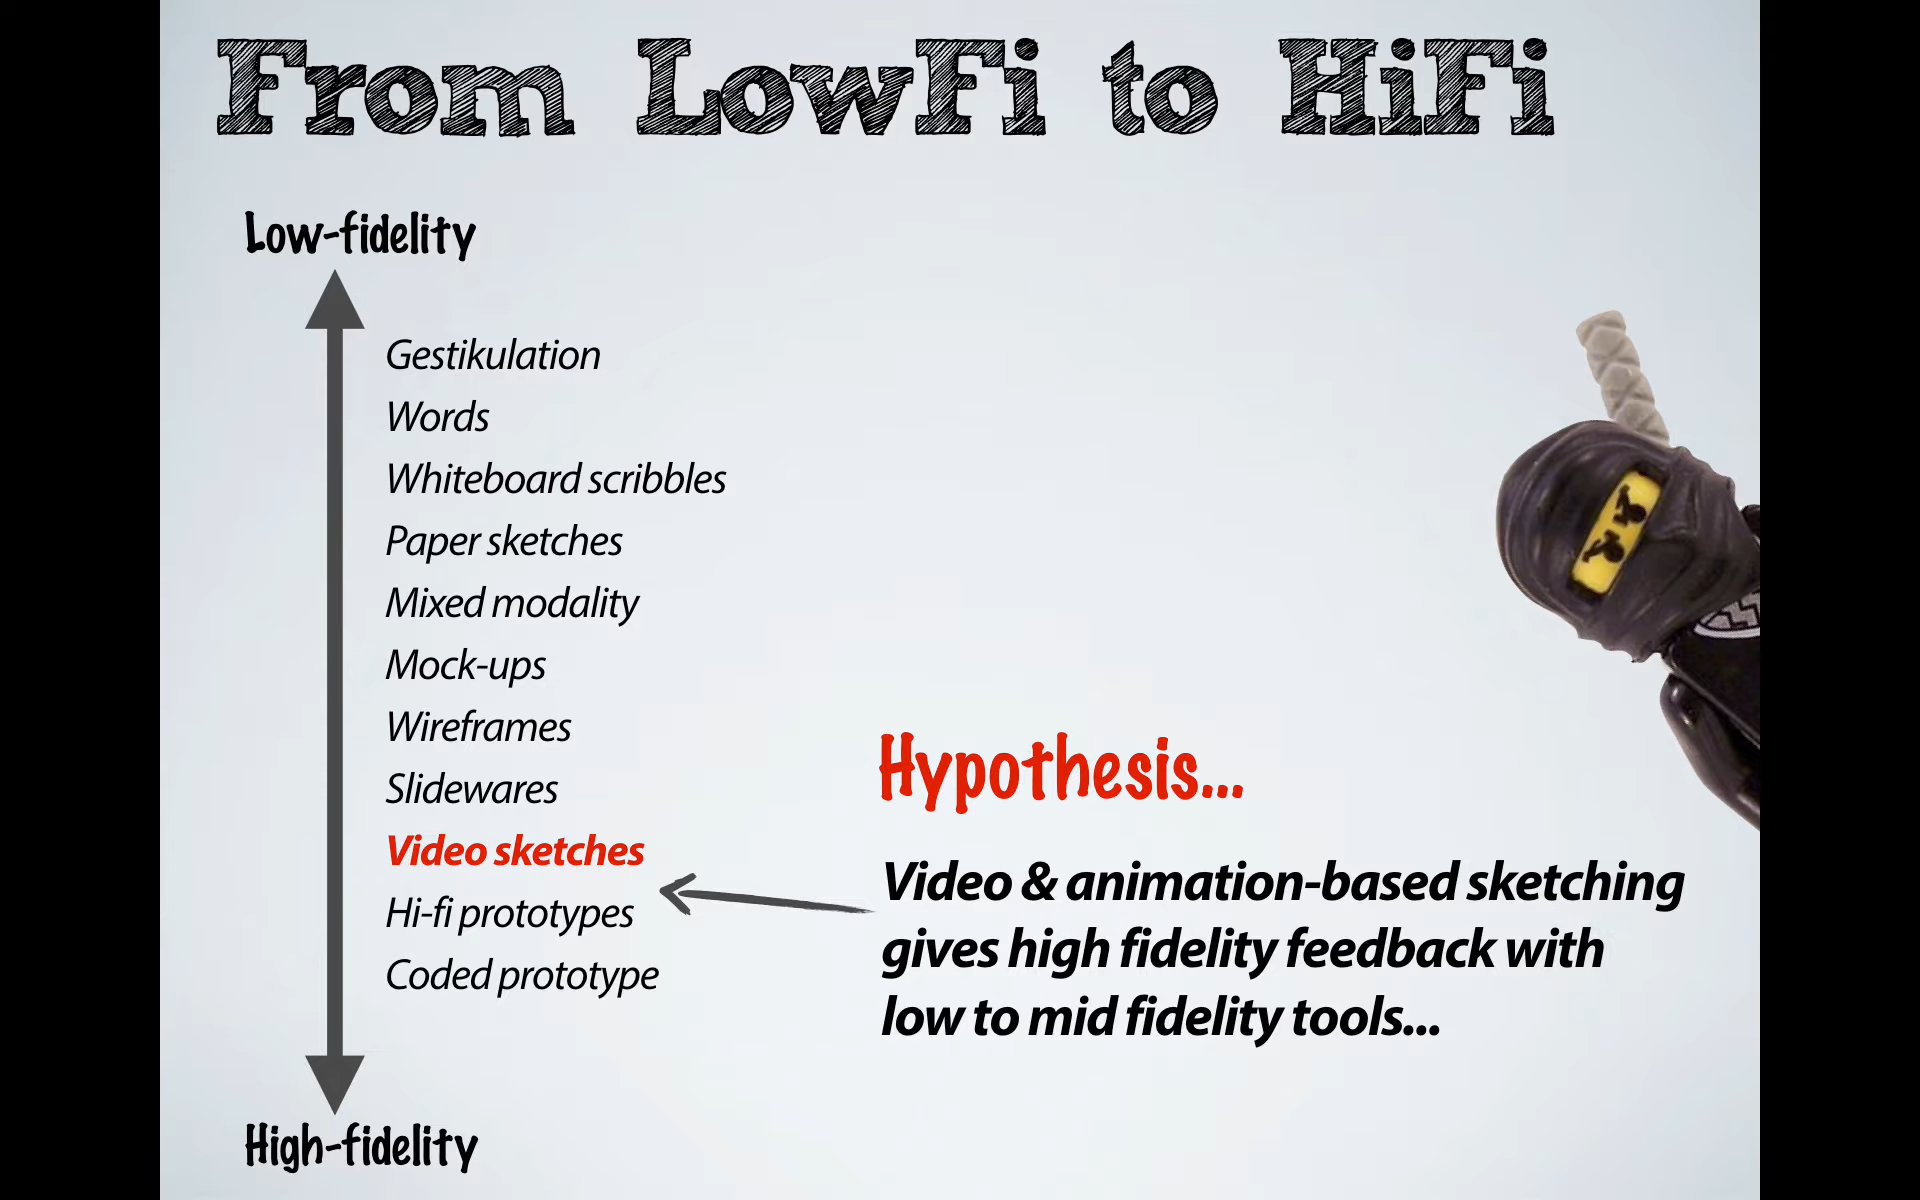 From LowFi to HiFi
Low-fidelity
Gestikulation
Words
Whiteboard scribbles
Paper sketches
Mixed modality
Mock-ups
Wireframes
Slidewares
Video sketches
Hi-fi prototypes
Coded prototype
High-fidelity
Hypothesis...
Video & animation-based sketching
gives high fidelity feedback with
low to mid fidelity tools...